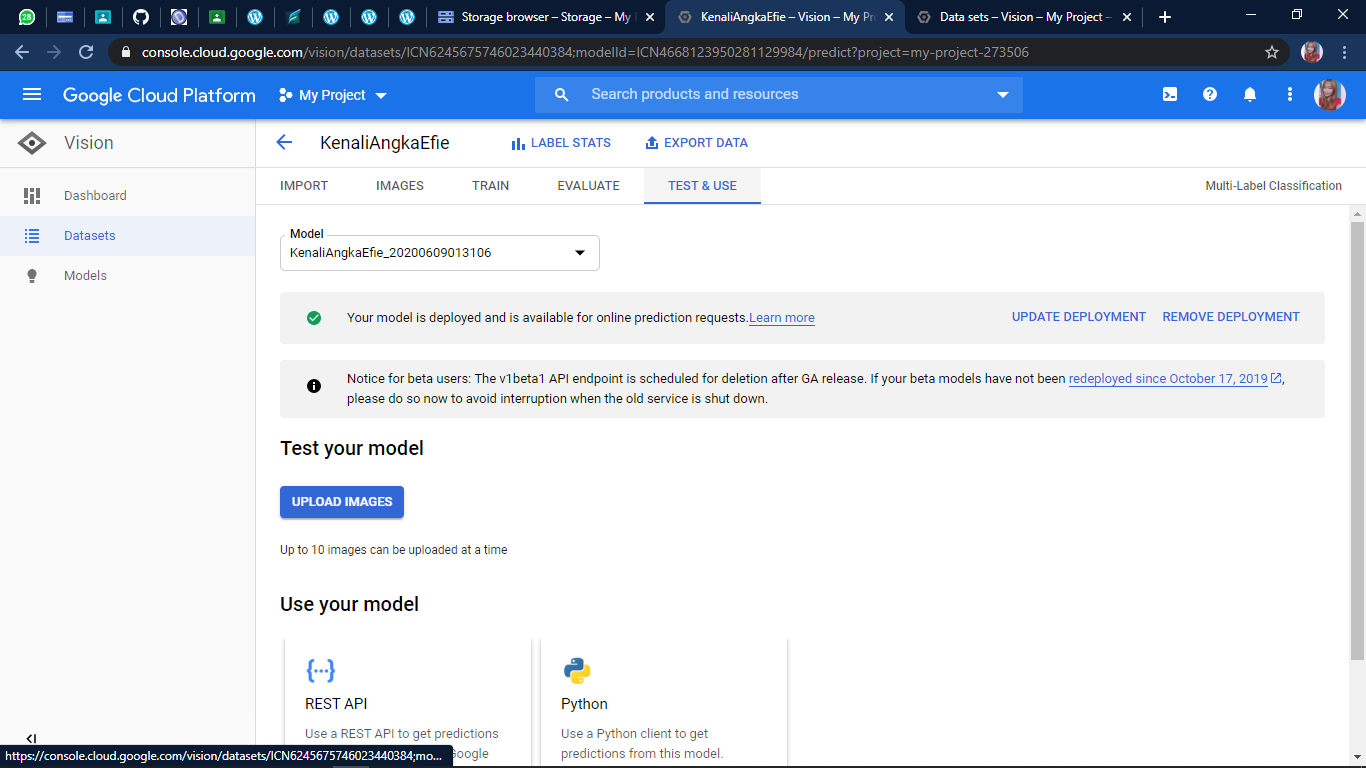 28
Storage browser – Storage – My
KenaliAngkaEfie – Vision – My Pr
Data sets – Vision – My Project –
console.cloud.google.com/vision/datasets/ICN6245675746023440384;modelId=ICN4668123950281129984/predict?project=my-project-273506
Google Cloud Platform
My Project
Search products and resources
Vision
KenaliAngkaEfie
LABEL STATS
EXPORT DATA
Dashboard
Datasets
Models
IMPORT
IMAGES
TRAIN
EVALUATE
TEST & USE
Multi-Label Classification
Model
KenaliAngkaEfie_20200609013106
Your model is deployed and is available for online prediction requests. Learn more
UPDATE DEPLOYMENT
REMOVE DEPLOYMENT
Notice for beta users: The v1beta1 API endpoint is scheduled for deletion after GA release. If your beta models have not been redeployed since October 17, 2019,
please do so now to avoid interruption when the old service is shut down.
Test your model
UPLOAD IMAGES
Up to 10 images can be uploaded at a time
Use your model
REST API
Use a REST API to get predictions
Google
Python
Use a Python client to get
predictions from this model.
https://console.cloud.google.com/vision/datasets/ICN6245675746023440384;mo...